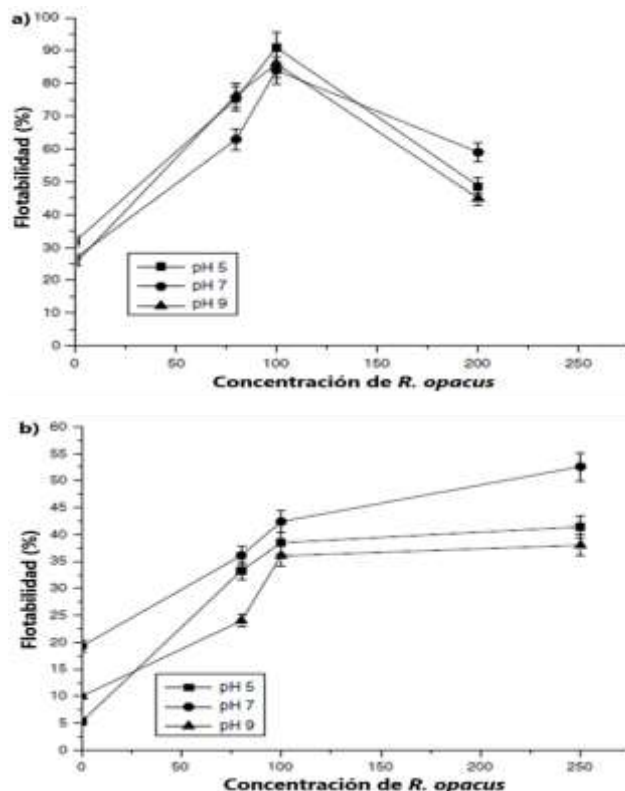 a)
100
90
80
70
60
50
40
30
20
10
0
Flotabilidad (%)
pH 5
pH 7
pH 9
0 50 100 150 200 250
Concentración de R. opacus
b)
60
55
50
45
40
35
30
25
20
15
10
5
0
Flotabilidad (%)
pH 5
pH 7
pH 9
0 50 100 150 200 250
Concentración de R. opacus